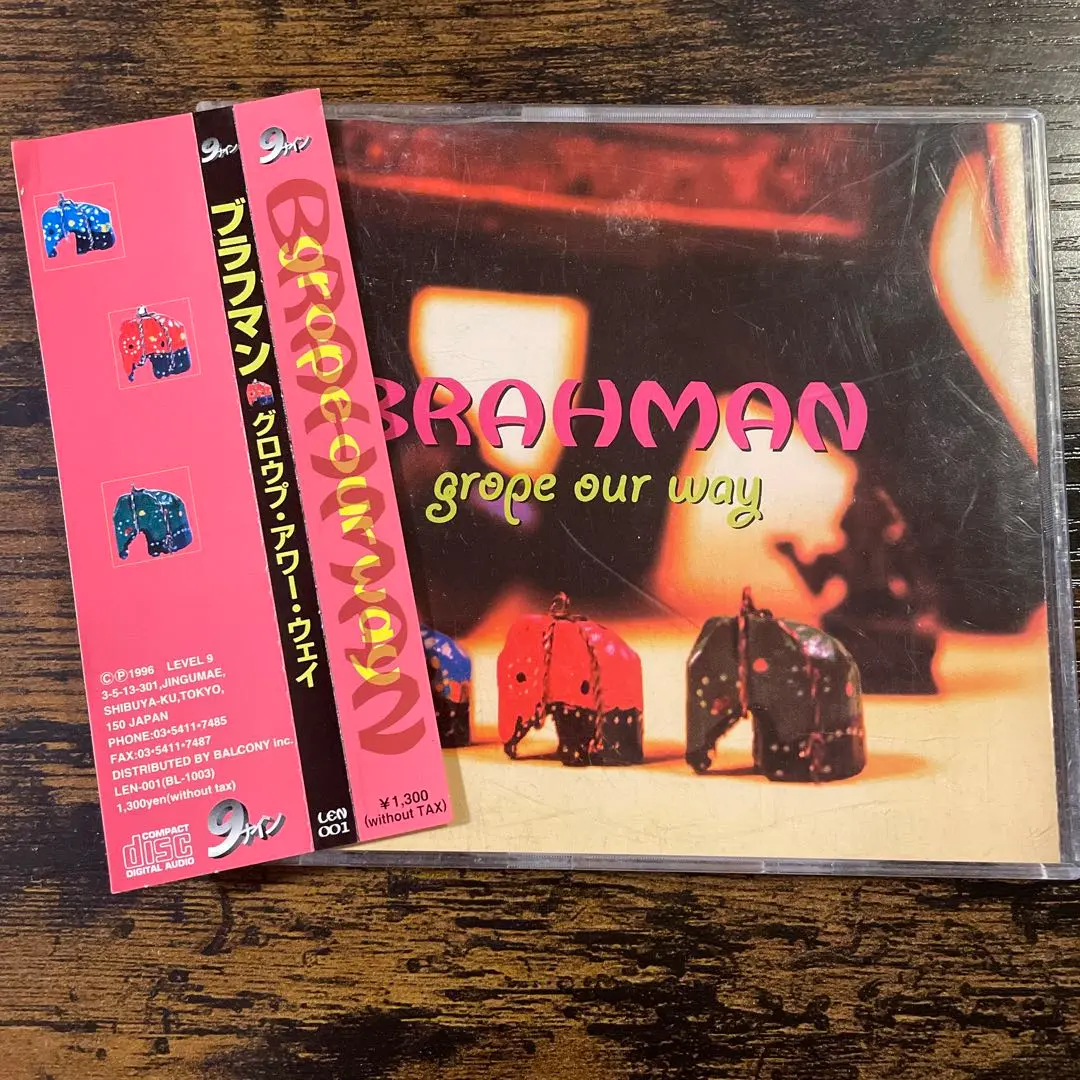 9ナイン
ブラフマン
グロウプ・アワー・ウェイ
LEN
001
9ナイン
BRAHMAN
grope our way
¥1,300
(without TAX)
ⒸⓅ1996 LEVEL 9
3-5-13-301,JINGUMAE,
SHIBUYA-KU,TOKYO,
150 JAPAN
PHONE:03•5411•7485
FAX:03•5411•7487
DISTRIBUTED BY BALCONY inc.
LEN-001(BL-1003)
1,300yen(without tax)
COMPACT
disc
DIGITAL AUDIO
9ナイン
BRAHMAN
grope our way